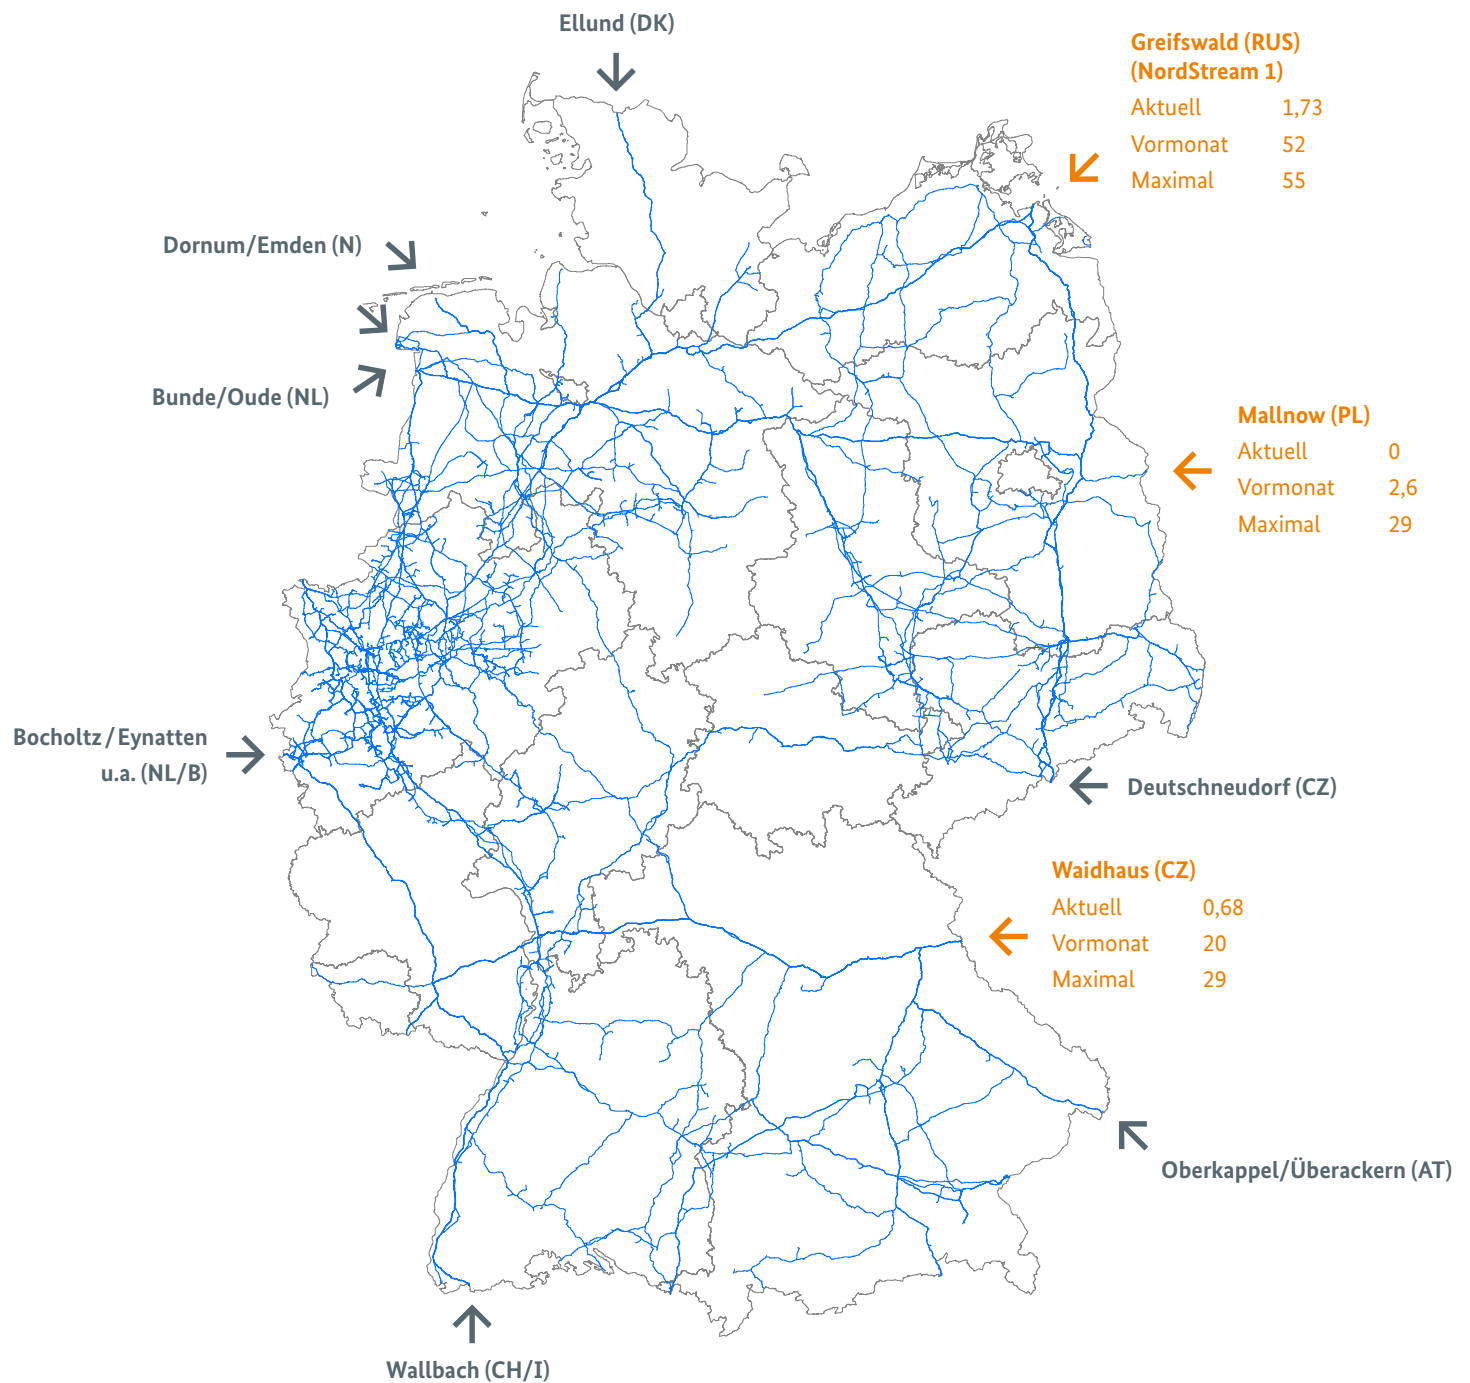 Ellund (DK)
Greifswald (RUS)
(NordStream 1)
Aktuell 1,73
Vormonat 52
Maximal 55
Dornum/Emden (N)
Bunde/Oude (NL)
Mallnow (PL)
Aktuell 0
Vormonat 2,6
Maximal 29
Bocholtz / Eynatten
u.a. (NL/B)
Deutschneudorf (CZ)
Waidhaus (CZ)
Aktuell 0,68
Vormonat 20
Maximal 29
Oberkappel/Überackern (AT)
Wallbach (CH/I)